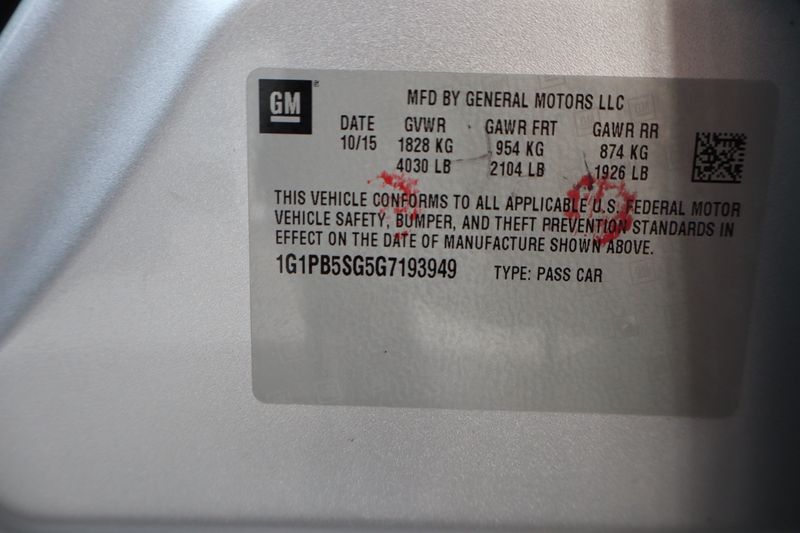 GM
MFD BY GENERAL MOTORS LLC
DATE GVWR GAWR FRT GAWR RR
10/15 1828 KG 954 KG 874 KG
4030 LB 2104 LB 1926 LB
THIS VEHICLE CONFORMS TO ALL APPLICABLE U.S. FEDERAL MOTOR
VEHICLE SAFETY, BUMPER, AND THEFT PREVENTION STANDARDS IN
EFFECT ON THE DATE OF MANUFACTURE SHOWN ABOVE.
1G1PB5SG5G7193949 TYPE: PASS CAR